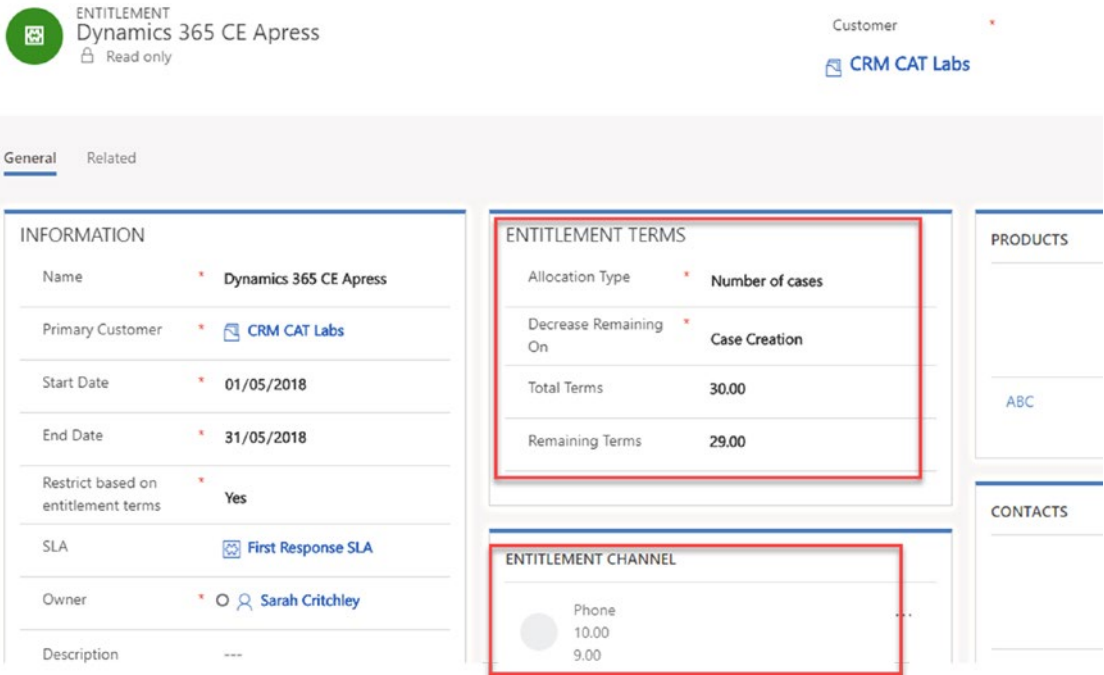 ENTITLEMENT
Dynamics 365 CE Apress
Read only
Customer *
CRM CAT Labs
General Related
INFORMATION
Name * Dynamics 365 CE Apress
Primary Customer * CRM CAT Labs
Start Date * 01/05/2018
End Date * 31/05/2018
Restrict based on * 
entitlement terms Yes
SLA First Response SLA
Owner * Sarah Critchley
Description ---
ENTITLEMENT TERMS
Allocation Type * Number of cases
Decrease Remaining *
On Case Creation
Total Terms 30.00
Remaining Terms 29.00
ENTITLEMENT CHANNEL
Phone
10.00
9.00
...
PRODUCTS
ABC
CONTACTS